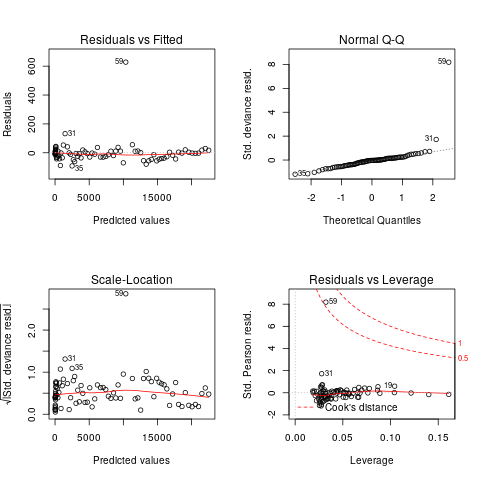 Residuals vs Fitted
Residuals
0 200 400 600
59
31
35
0 5000 15000
Predicted values
Normal Q-Q
Std. deviance resid.
0 2 4 6 8
59
31
35
-2 -1 0 1 2
Theoretical Quantiles
Scale-Location
√|Std. deviance resid.|
0.0 1.0 2.0
59
31
35
0 5000 15000
Predicted values
Residuals vs Leverage
Std. Pearson resid.
-2 0 2 4 6 8
59
31
19
1
0.5
Cook's distance
0.00 0.05 0.10 0.15
Leverage